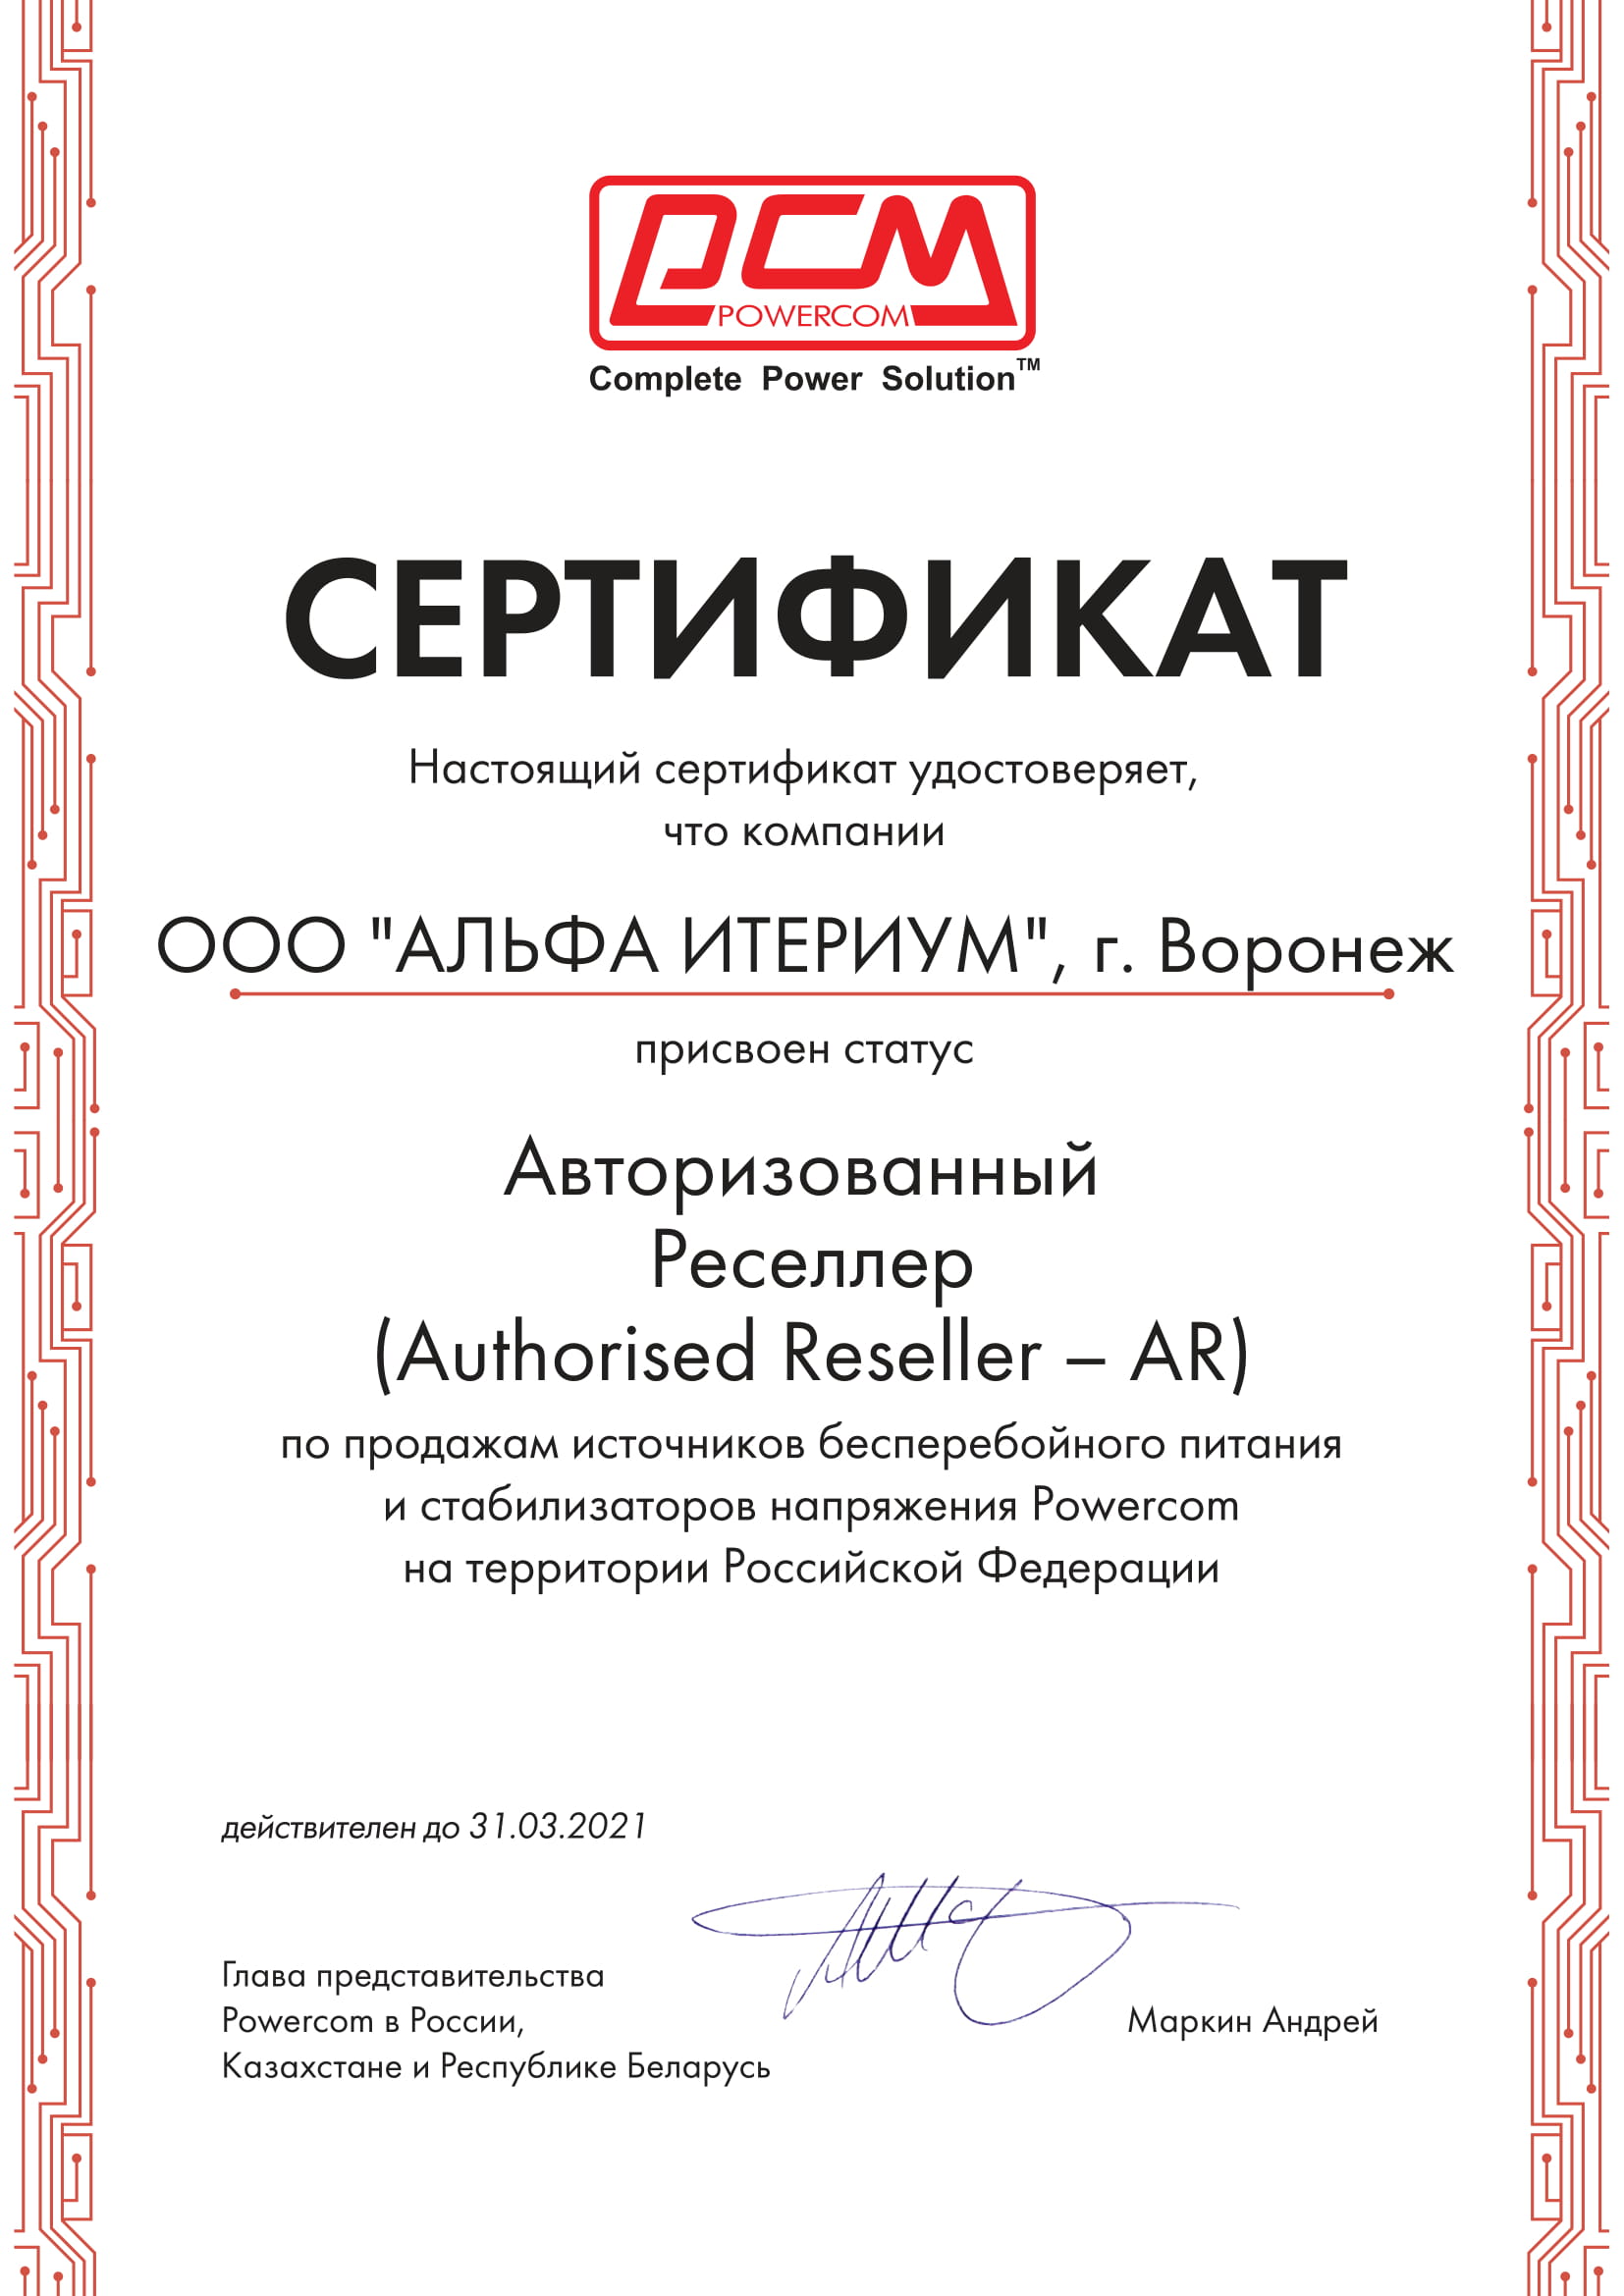 PCM
POWERCOM
Complete Power Solution™
СЕРТИФИКАТ
Настоящий сертификат удостоверяет,
что компании
ООО "АЛЬФА ИТЕРИУМ", г. Воронеж
присвоен статус
Авторизованный
Реселлер
(Authorised Reseller – AR)
по продажам источников бесперебойного питания
и стабилизаторов напряжения Powercom
на территории Российской Федерации
действителен до 31.03.2021
Глава представительства
Powercom в России,
Казахстане и Республике Беларусь
Маркин Андрей